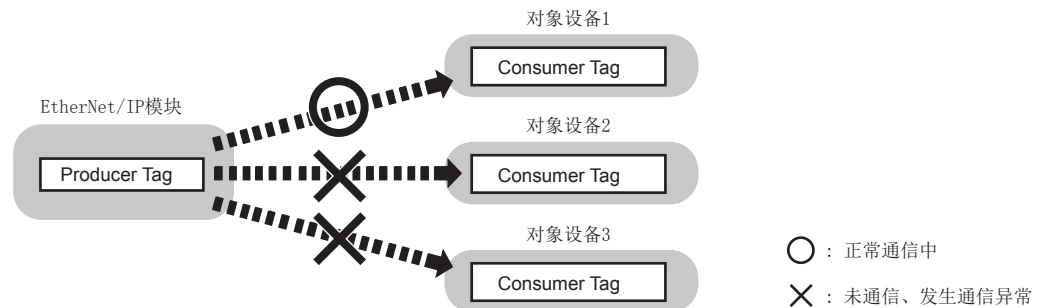 对象设备1
Consumer Tag
EtherNet/IP模块
Producer Tag
对象设备2
Consumer Tag
对象设备3
Consumer Tag
：正常通信中
：未通信、发生通信异常